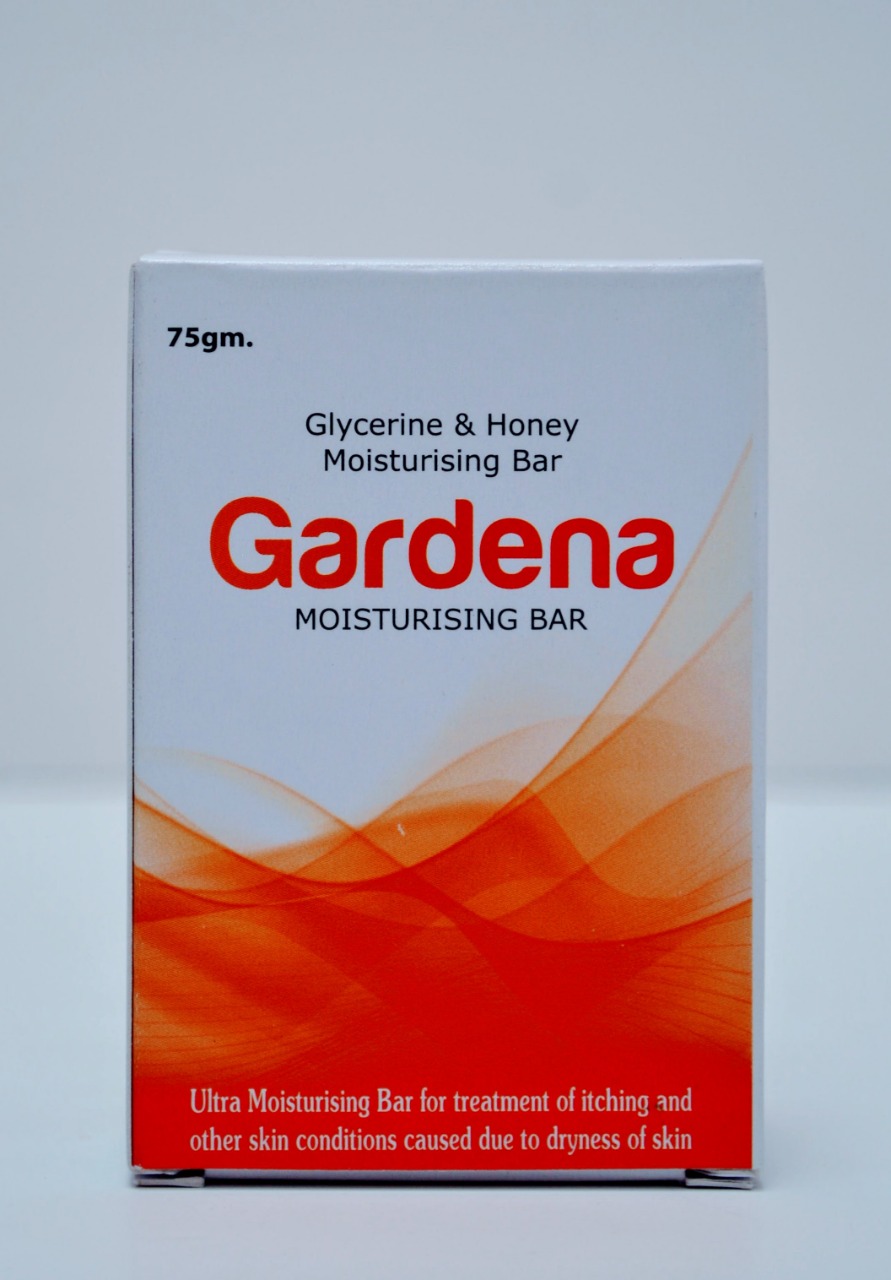 75gm.
Glycerine & Honey
Moisturising Bar
Gardena
MOISTURISING BAR
Ultra Moisturising Bar for treatment of itching and
other skin conditions caused due to dryness of skin